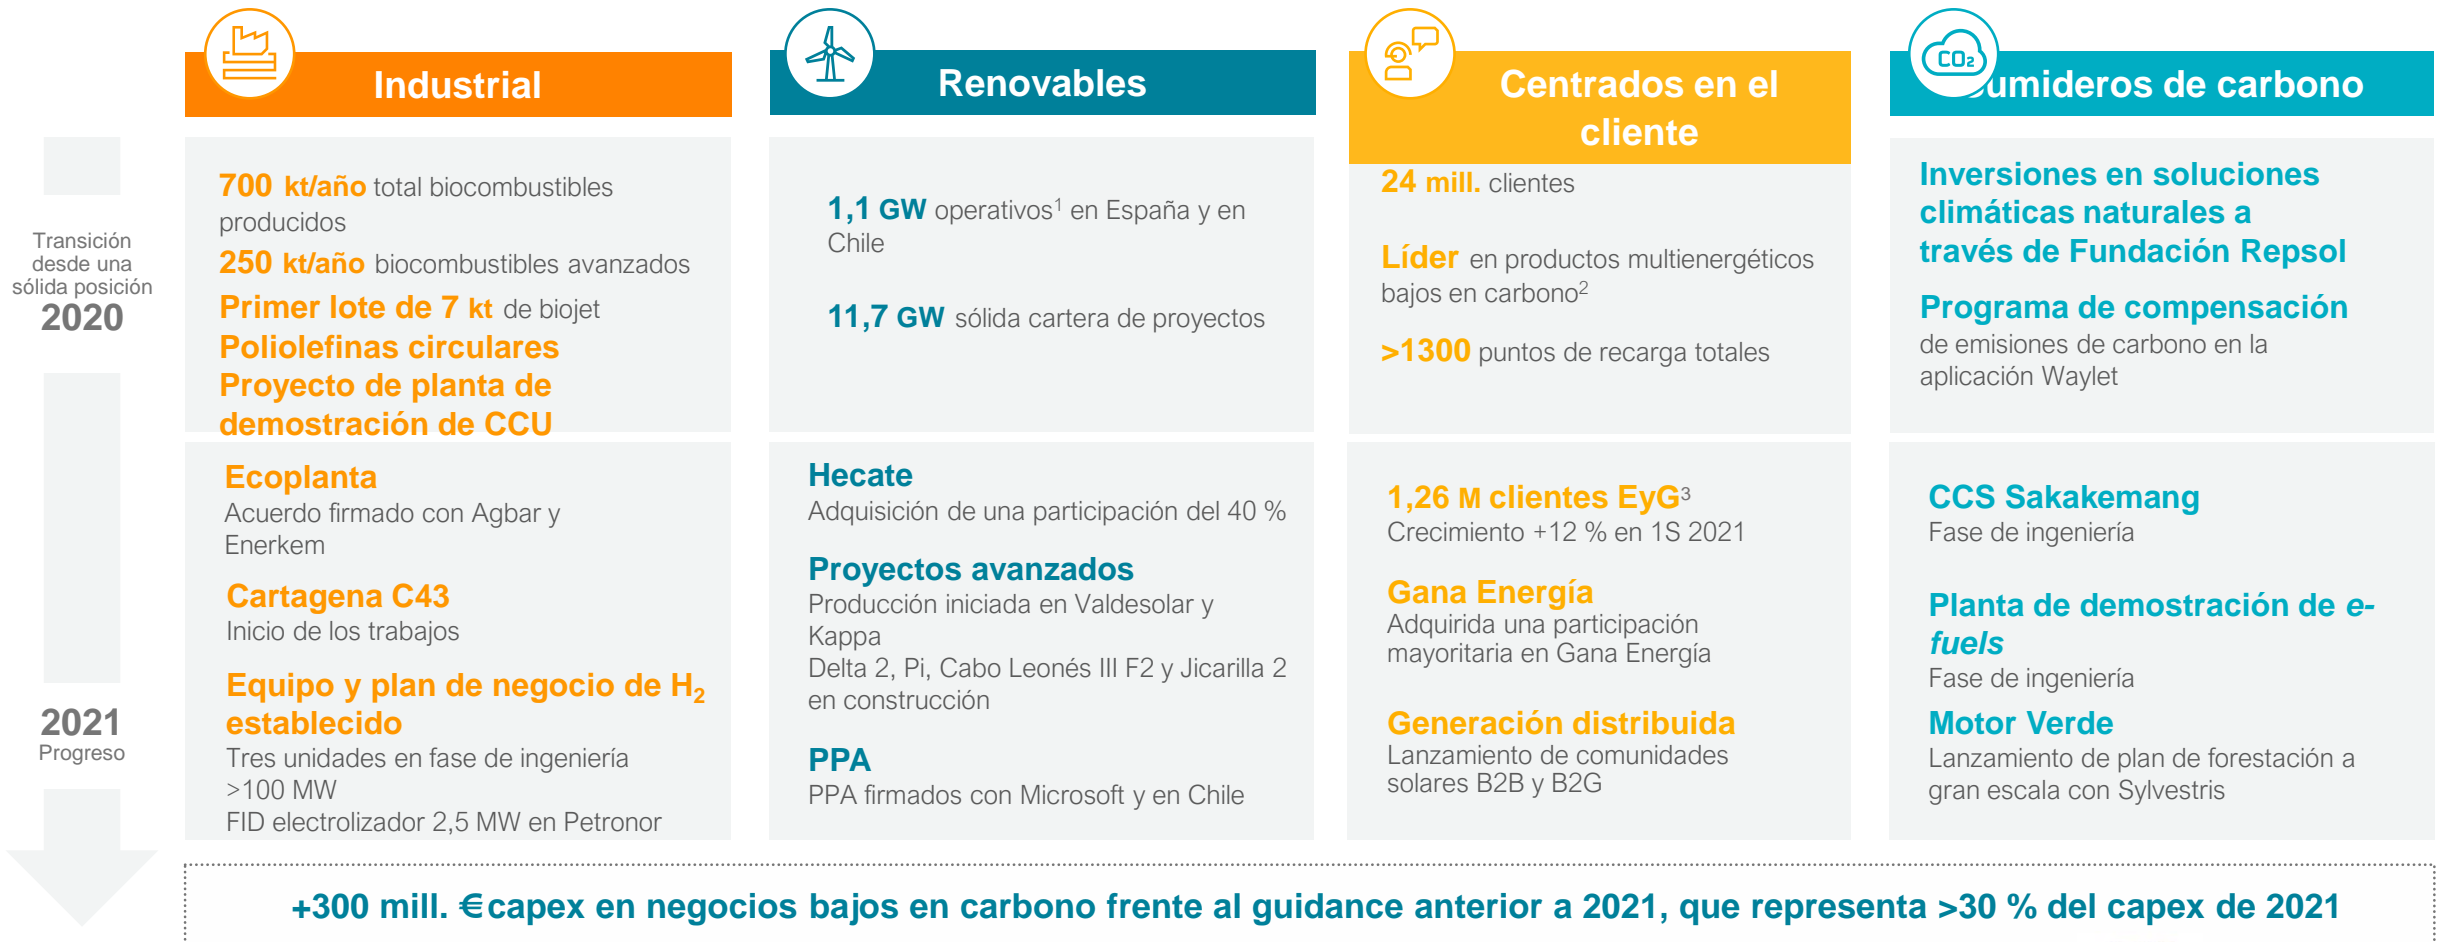 Industrial
Renovables
Centrados en el
cliente
CO₂
umideros de carbono
Transición
desde una
sólida posición
2020
700 kt/año total biocombustibles
producidos
250 kt/año biocombustibles avanzados
Primer lote de 7 kt de biojet
Poliolefinas circulares
Proyecto de planta de
demostración de CCU
1,1 GW operativos¹ en España y en
Chile
11,7 GW sólida cartera de proyectos
24 mill. clientes
Líder en productos multienergéticos
bajos en carbono²
>1300 puntos de recarga totales
Inversiones en soluciones
climáticas naturales a
través de Fundación Repsol
Programa de compensación
de emisiones de carbono en la
aplicación Waylet
2021
Progreso
Ecoplanta
Acuerdo firmado con Agbar y
Enerkem
Cartagena C43
Inicio de los trabajos
Equipo y plan de negocio de H₂
establecido
Tres unidades en fase de ingeniería
>100 MW
FID electrolizador 2,5 MW en Petronor
Hecate
Adquisición de una participación del 40 %
Proyectos avanzados
Producción iniciada en Valdesolar y
Kappa
Delta 2, Pi, Cabo Leonés III F2 y Jicarilla 2
en construcción
PPA
PPA firmados con Microsoft y en Chile
1,26 M clientes EyG³
Crecimiento +12 % en 1S 2021
Gana Energía
Adquirida una participación
mayoritaria en Gana Energía
Generación distribuida
Lanzamiento de comunidades
solares B2B y B2G
CCS Sakakemang
Fase de ingeniería
Planta de demostración de e-
fuels
Fase de ingeniería
Motor Verde
Lanzamiento de plan de forestación a
gran escala con Sylvestris
+300 mill. € capex en negocios bajos en carbono frente al guidance anterior a 2021, que representa >30 % del capex de 2021